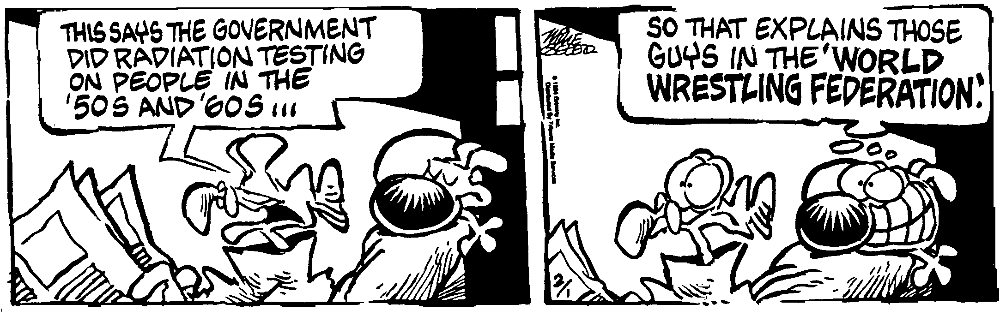 THIS SAYS THE GOVERNMENT
DID RADIATION TESTING
ON PEOPLE IN THE
'50S AND '60S...
SO THAT EXPLAINS THOSE
GUYS IN THE 'WORLD
WRESTLING FEDERATION'.
MIKE
© 1994 Grimmy Inc.
Distributed By Tribune Media Services
2/1